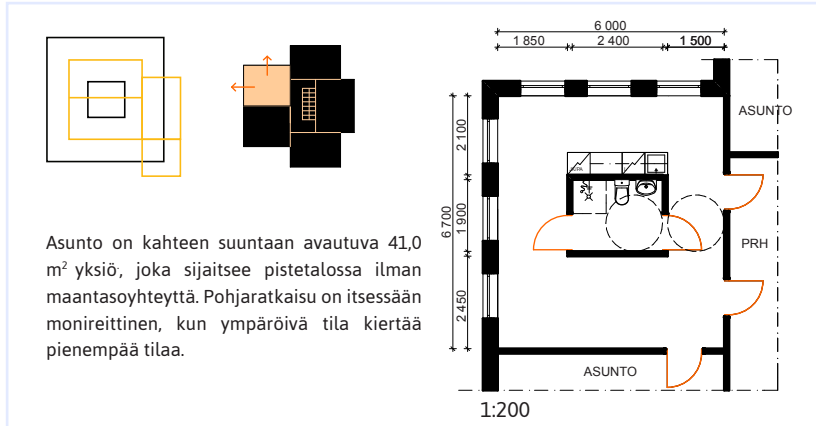 6 000
1 850 2 400 1 500
ASUNTO
2 100
6 700
1 900
PRH
2 450
ASUNTO
1:200
Asunto on kahteen suuntaan avautuva 41,0
m² yksiö, joka sijaitsee pistetalossa ilman
maantasoyhteyttä. Pohjaratkaisu on itsessään
monireittinen, kun ympäröivä tila kiertää
pienempää tilaa.